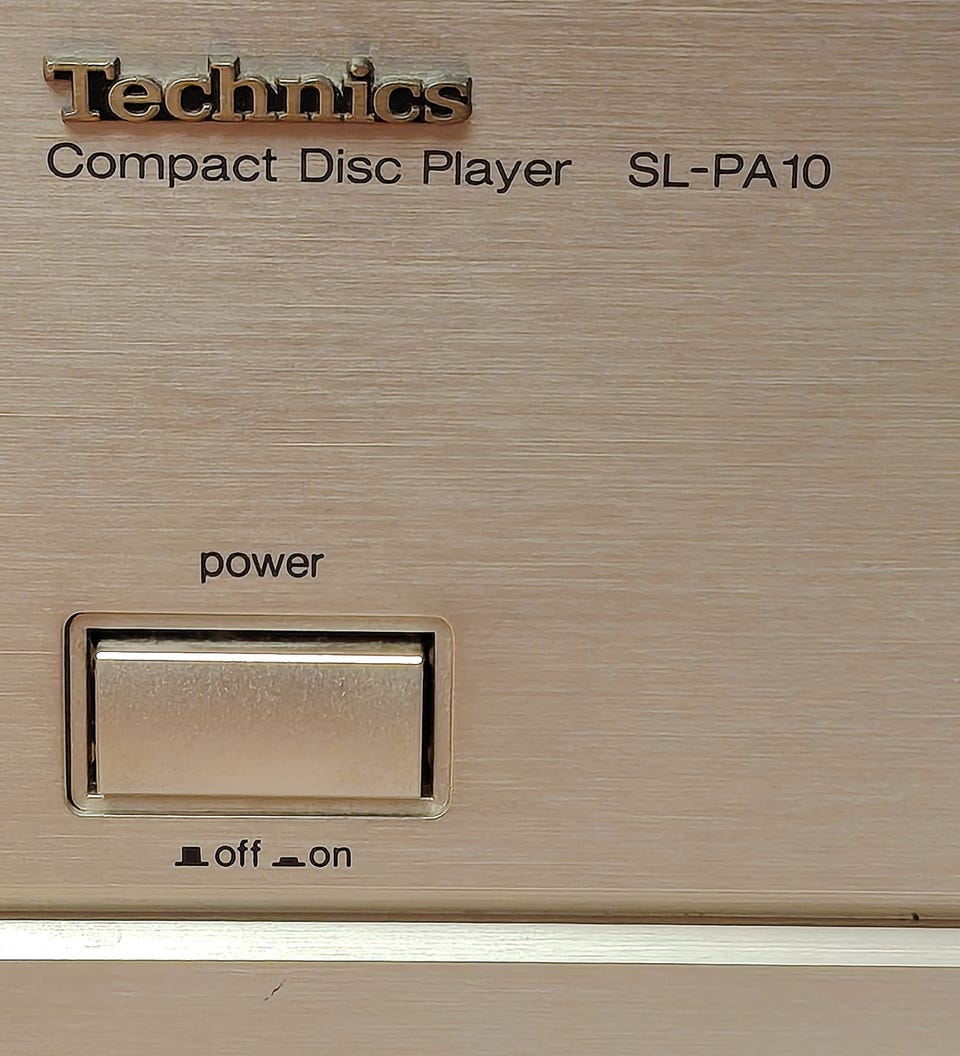 Technics
Compact Disc Player SL-PA10
power
off on